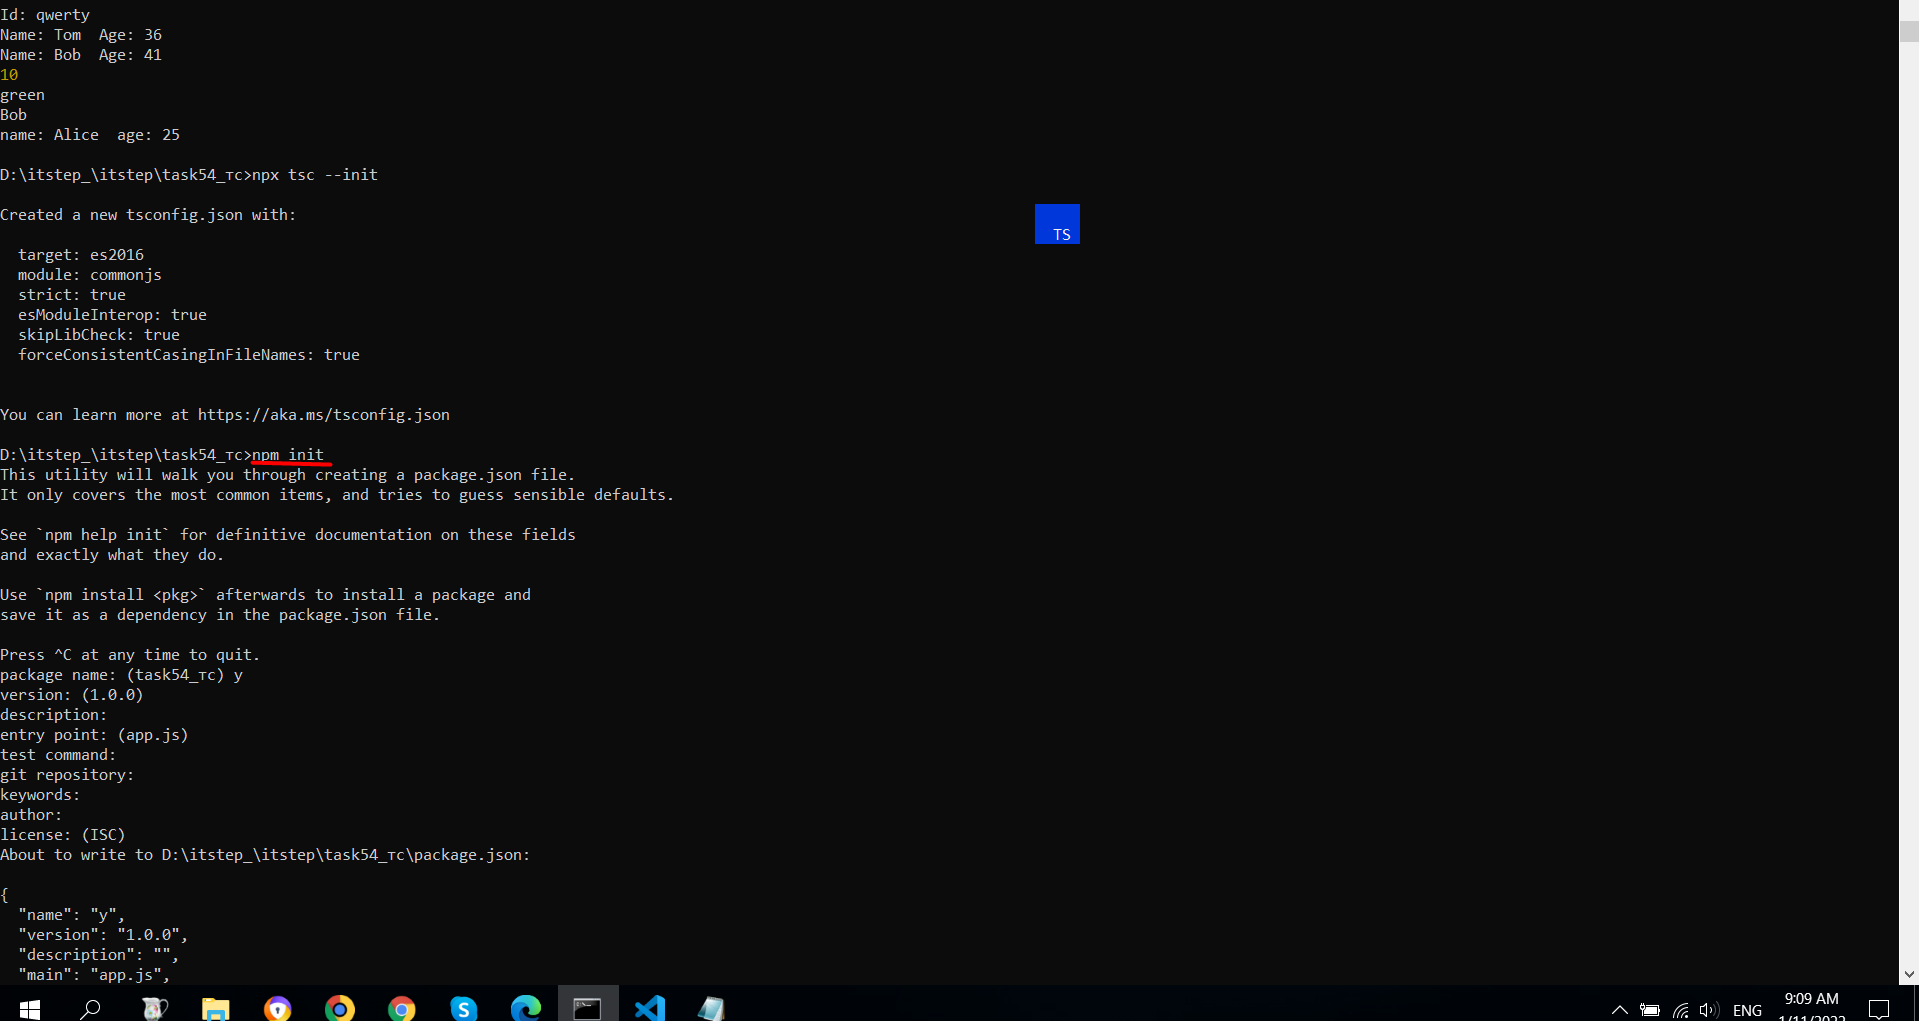 Id: qwerty
Name: Tom  Age: 36
Name: Bob  Age: 41
10
green
Bob
name: Alice  age: 25
D:\itstep_\itstep\task54_тс>npx tsc --init
Created a new tsconfig.json with:
TS
target: es2016
module: commonjs
strict: true
esModuleInterop: true
skipLibCheck: true
forceConsistentCasingInFileNames: true
You can learn more at https://aka.ms/tsconfig.json
D:\itstep_\itstep\task54_тс>npm init
This utility will walk you through creating a package.json file.
It only covers the most common items, and tries to guess sensible defaults.
See `npm help init` for definitive documentation on these fields
and exactly what they do.
Use `npm install <pkg>` afterwards to install a package and
save it as a dependency in the package.json file.
Press ^C at any time to quit.
package name: (task54_тс) y
version: (1.0.0)
description:
entry point: (app.js)
test command:
git repository:
keywords:
author:
license: (ISC)
About to write to D:\itstep_\itstep\task54_тс\package.json:
{
"name": "y",
"version": "1.0.0",
"description": "",
"main": "app.js",
ENG
9:09 AM